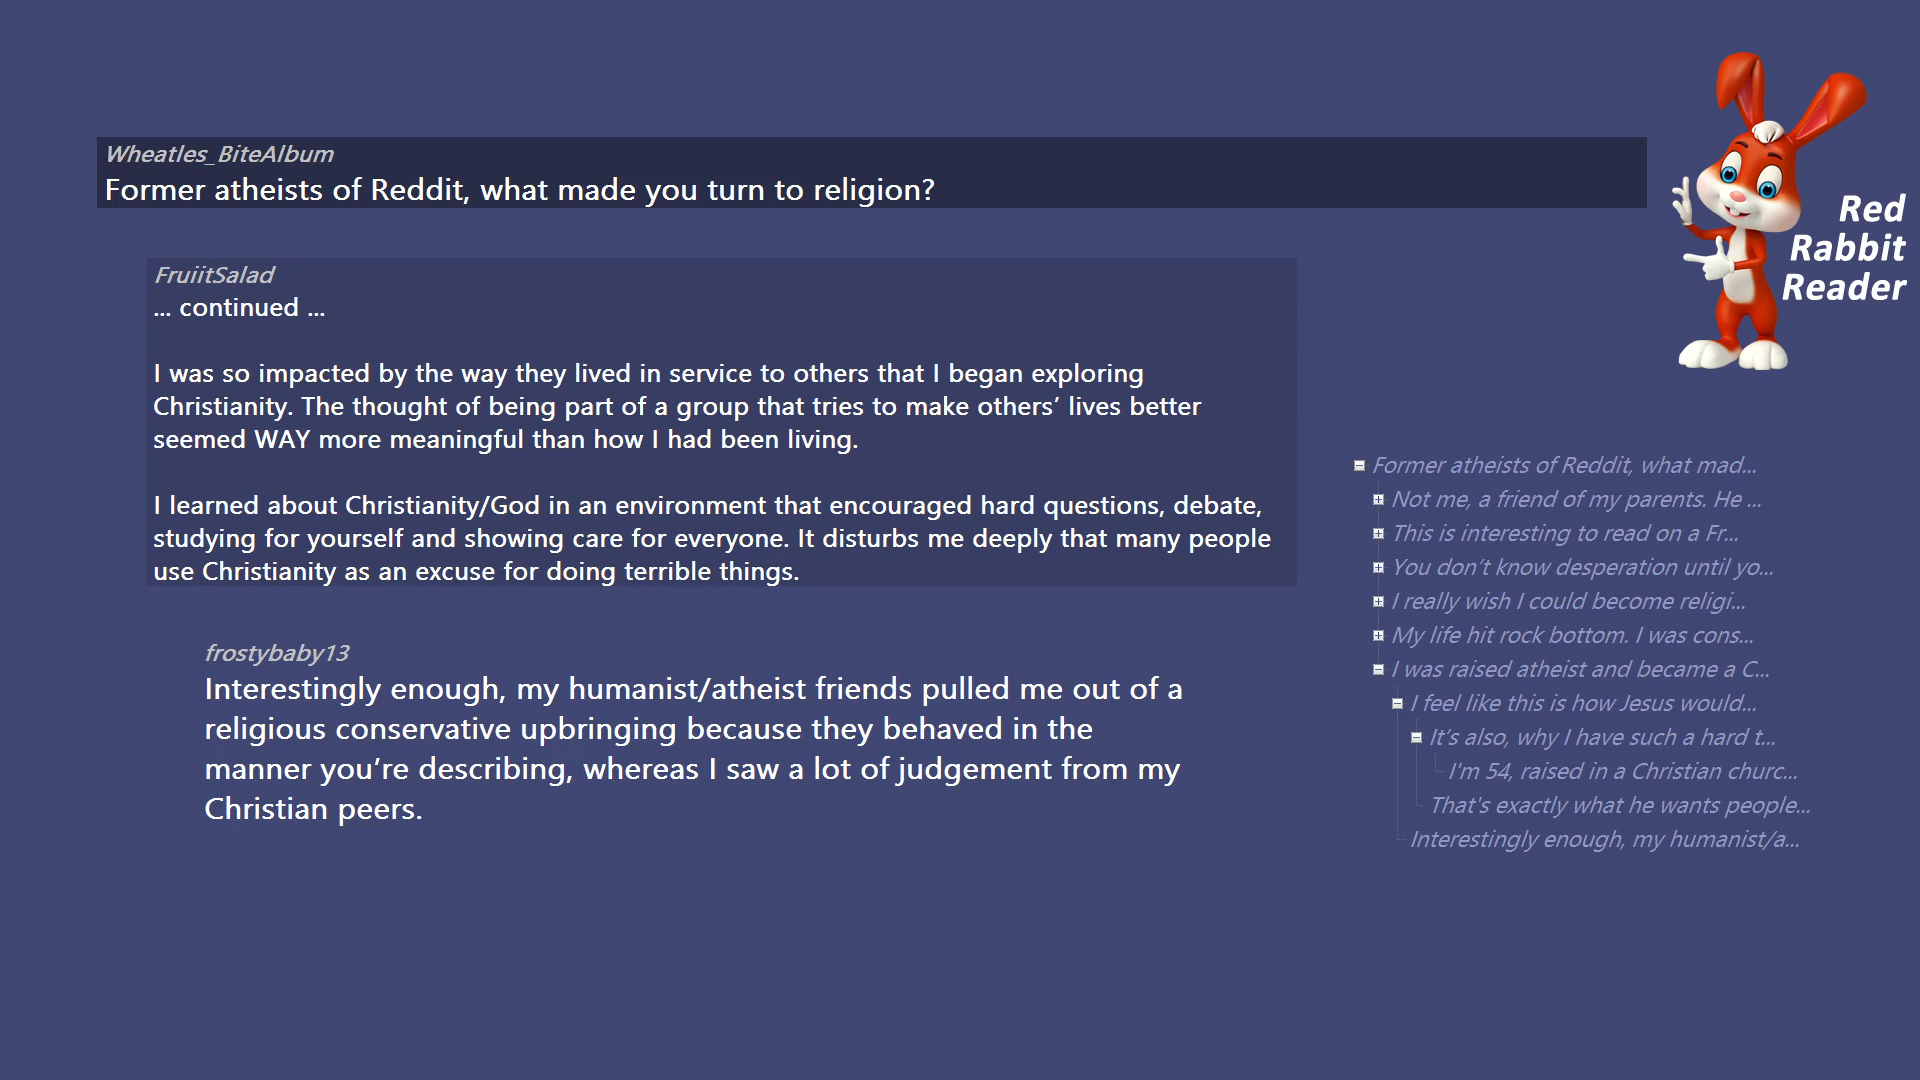 Wheatles_BiteAlbum
Former atheists of Reddit, what made you turn to religion?
Red
Rabbit
Reader
FruiitSalad
... continued ...
I was so impacted by the way they lived in service to others that I began exploring
Christianity. The thought of being part of a group that tries to make others’ lives better
seemed WAY more meaningful than how I had been living.
I learned about Christianity/God in an environment that encouraged hard questions, debate,
studying for yourself and showing care for everyone. It disturbs me deeply that many people
use Christianity as an excuse for doing terrible things.
frostybaby13
Interestingly enough, my humanist/atheist friends pulled me out of a
religious conservative upbringing because they behaved in the
manner you’re describing, whereas I saw a lot of judgement from my
Christian peers.
Former atheists of Reddit, what mad...
Not me, a friend of my parents. He ...
This is interesting to read on a Fr...
You don’t know desperation until yo...
I really wish I could become religi...
My life hit rock bottom. I was cons...
I was raised atheist and became a C...
I feel like this is how Jesus would...
It’s also, why I have such a hard t...
I'm 54, raised in a Christian churc...
That's exactly what he wants people...
Interestingly enough, my humanist/a...